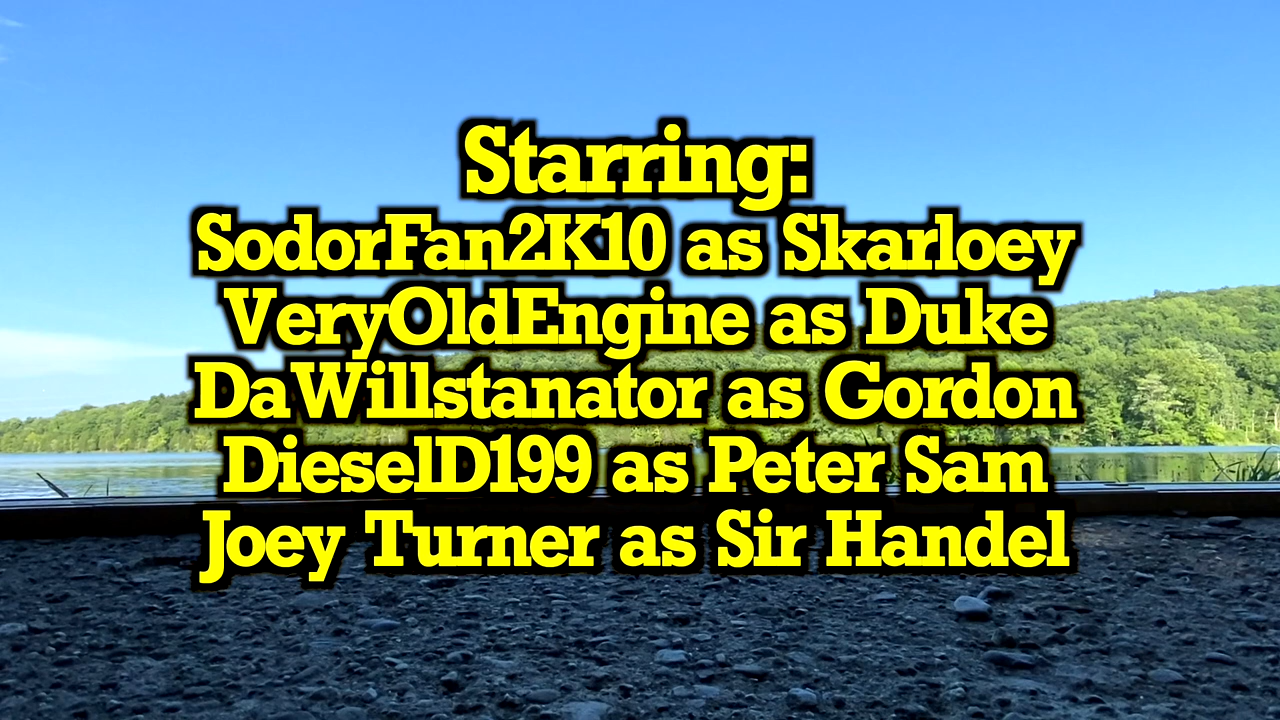 Starring:
SodorFan2K10 as Skarloey
VeryOldEngine as Duke
DaWillstanator as Gordon
DieselD199 as Peter Sam
Joey Turner as Sir Handel